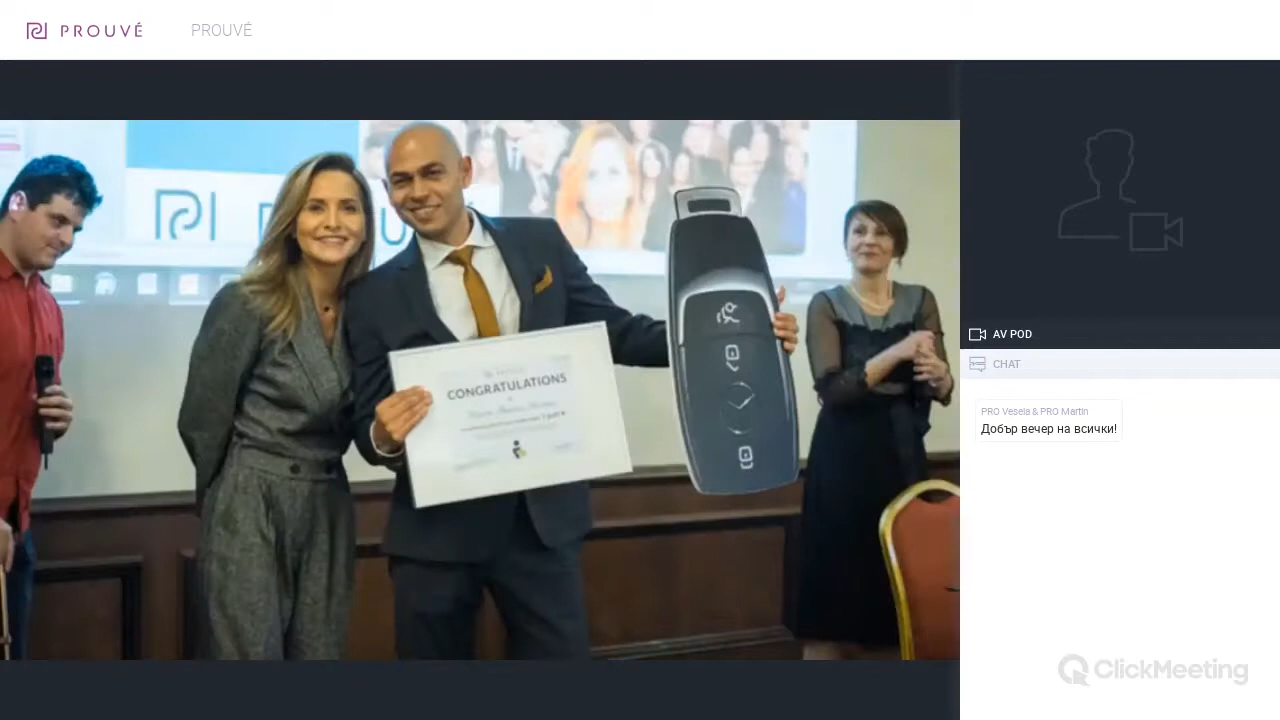 PROUVÉ
PROUVÉ
CONGRATULATIONS
AV POD
CHAT
PRO Vesela & PRO Martin
Добър вечер на всички!
ClickMeeting